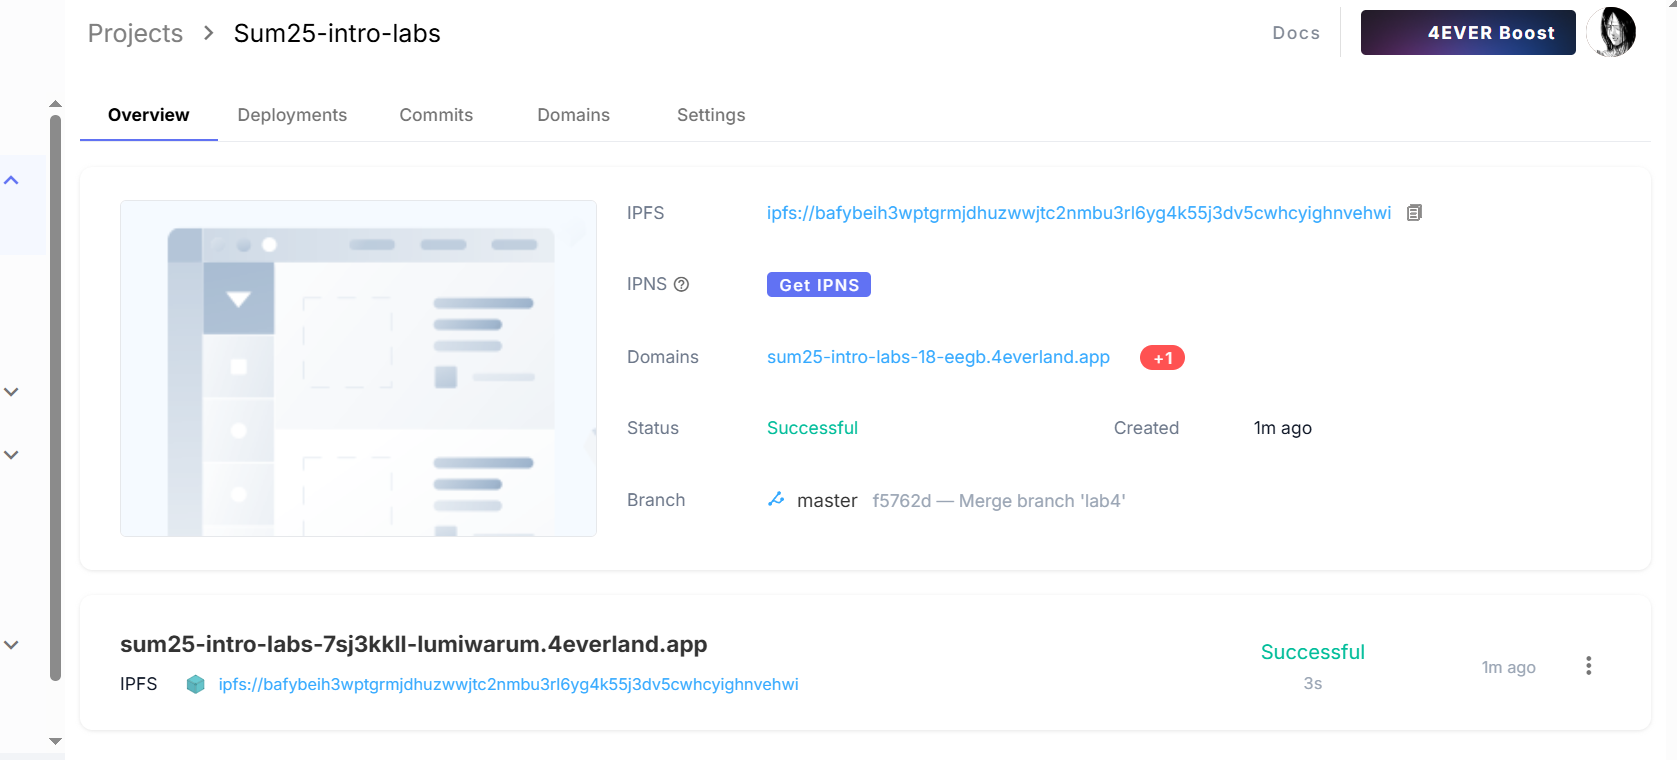 Projects > Sum25-intro-labs
Docs
4EVER Boost
Overview
Deployments
Commits
Domains
Settings
IPFS
ipfs://bafybeih3wptgrmjdhuzwwjtc2nmbu3rl6yg4k55j3dv5cwhcyighnvehwi
IPNS
Get IPNS
Domains
sum25-intro-labs-18-eegb.4everland.app
+1
Status
Successful
Created
1m ago
Branch
master
f5762d — Merge branch 'lab4'
sum25-intro-labs-7sj3kkll-lumiwarum.4everland.app
Successful
1m ago
IPFS
ipfs://bafybeih3wptgrmjdhuzwwjtc2nmbu3rl6yg4k55j3dv5cwhcyighnvehwi
3s